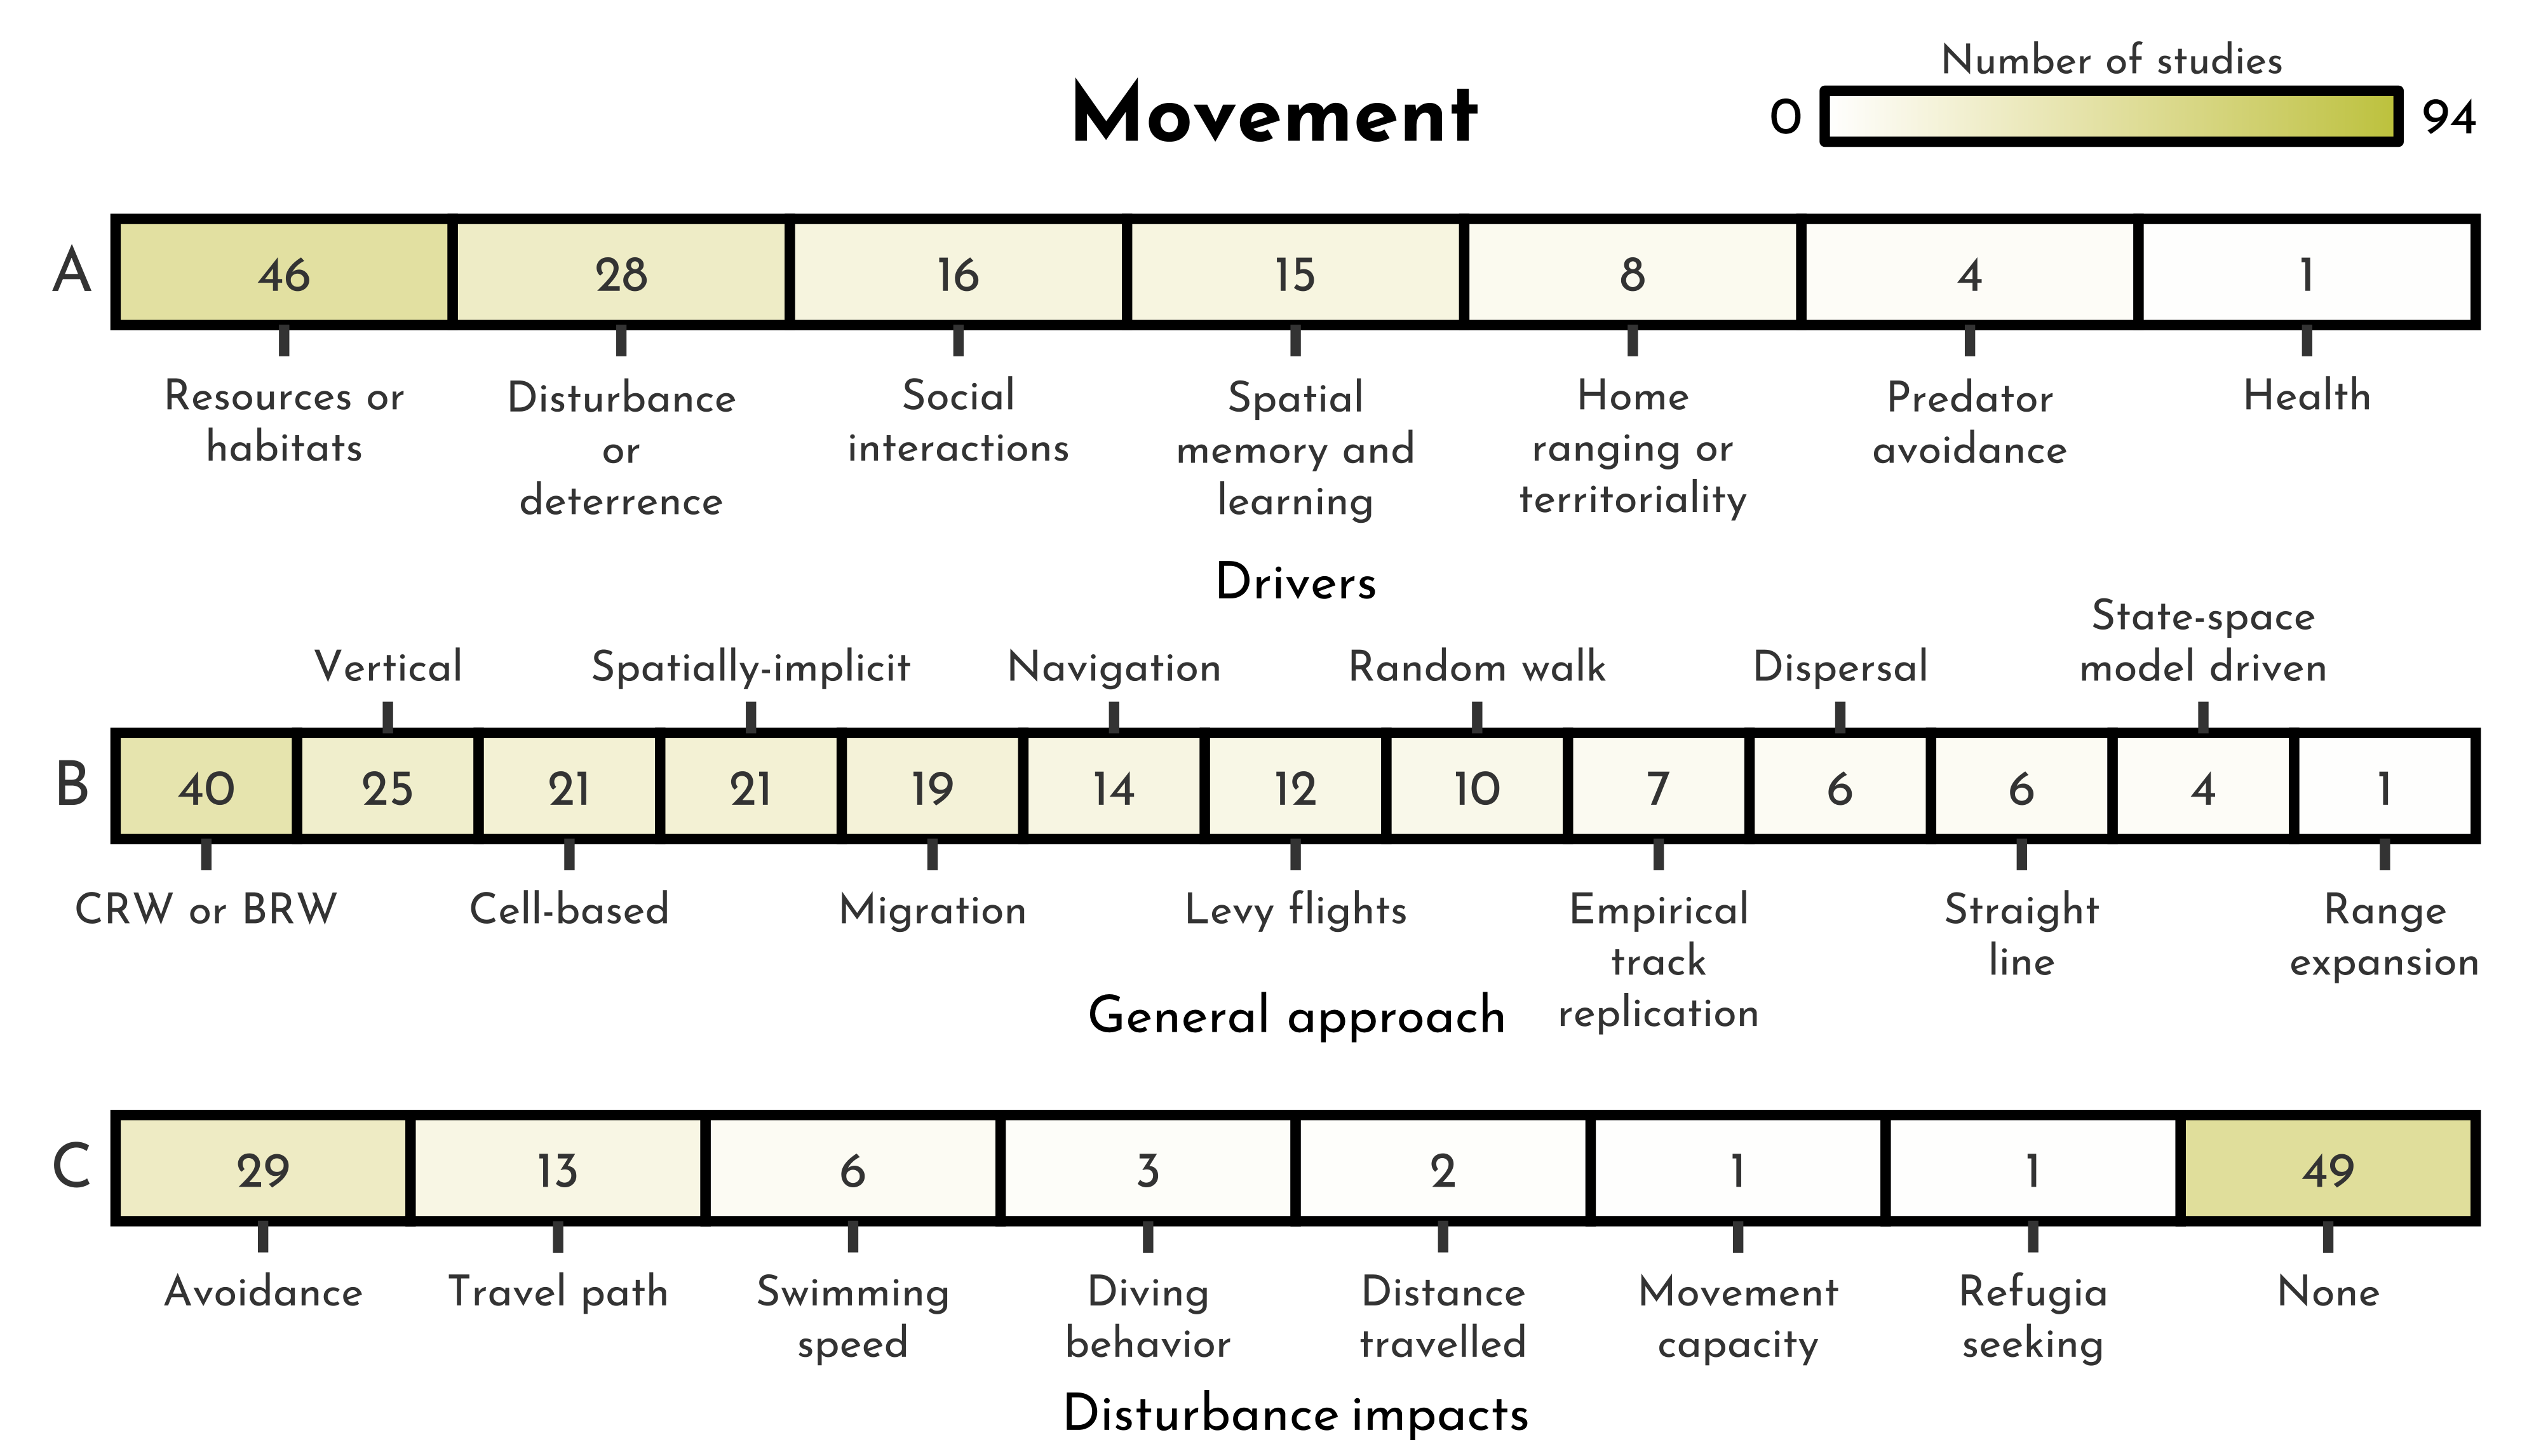 Number of studies
Movement
0
94
A
46
28
16
15
8
4
1
Resources or
habitats
Disturbance
or
deterrence
Social
interactions
Spatial
memory and
learning
Home
ranging or
territoriality
Predator
avoidance
Health
Drivers
Vertical
Spatially-implicit
Navigation
Random walk
Dispersal
State-space
model driven
B
40
25
21
21
19
14
12
10
7
6
6
4
1
CRW or BRW
Cell-based
Migration
Levy flights
Empirical
track
replication
Straight
line
Range
expansion
General approach
C
29
13
6
3
2
1
1
49
Avoidance
Travel path
Swimming
speed
Diving
behavior
Distance
travelled
Movement
capacity
Refugia
seeking
None
Disturbance impacts